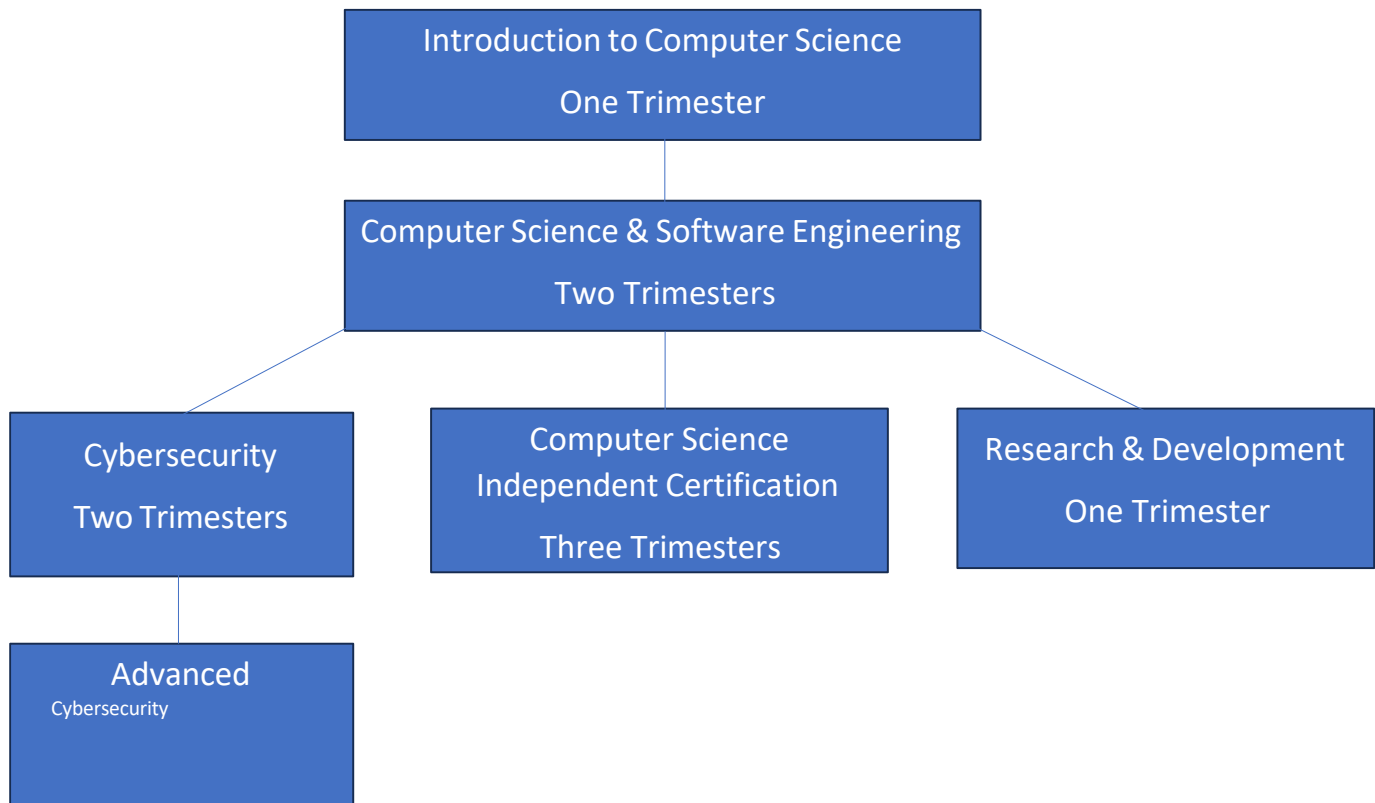 Introduction to Computer Science
One Trimester
Computer Science & Software Engineering
Two Trimesters
Cybersecurity
Two Trimesters
Computer Science
Independent Certification
Three Trimesters
Research & Development
One Trimester
Advanced
Cybersecurity